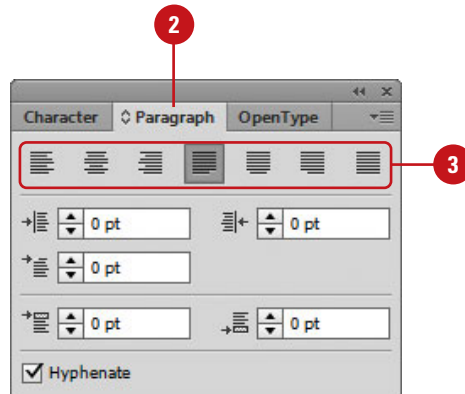 2
Character Paragraph OpenType
3
0 pt 0 pt
0 pt
0 pt 0 pt
Hyphenate